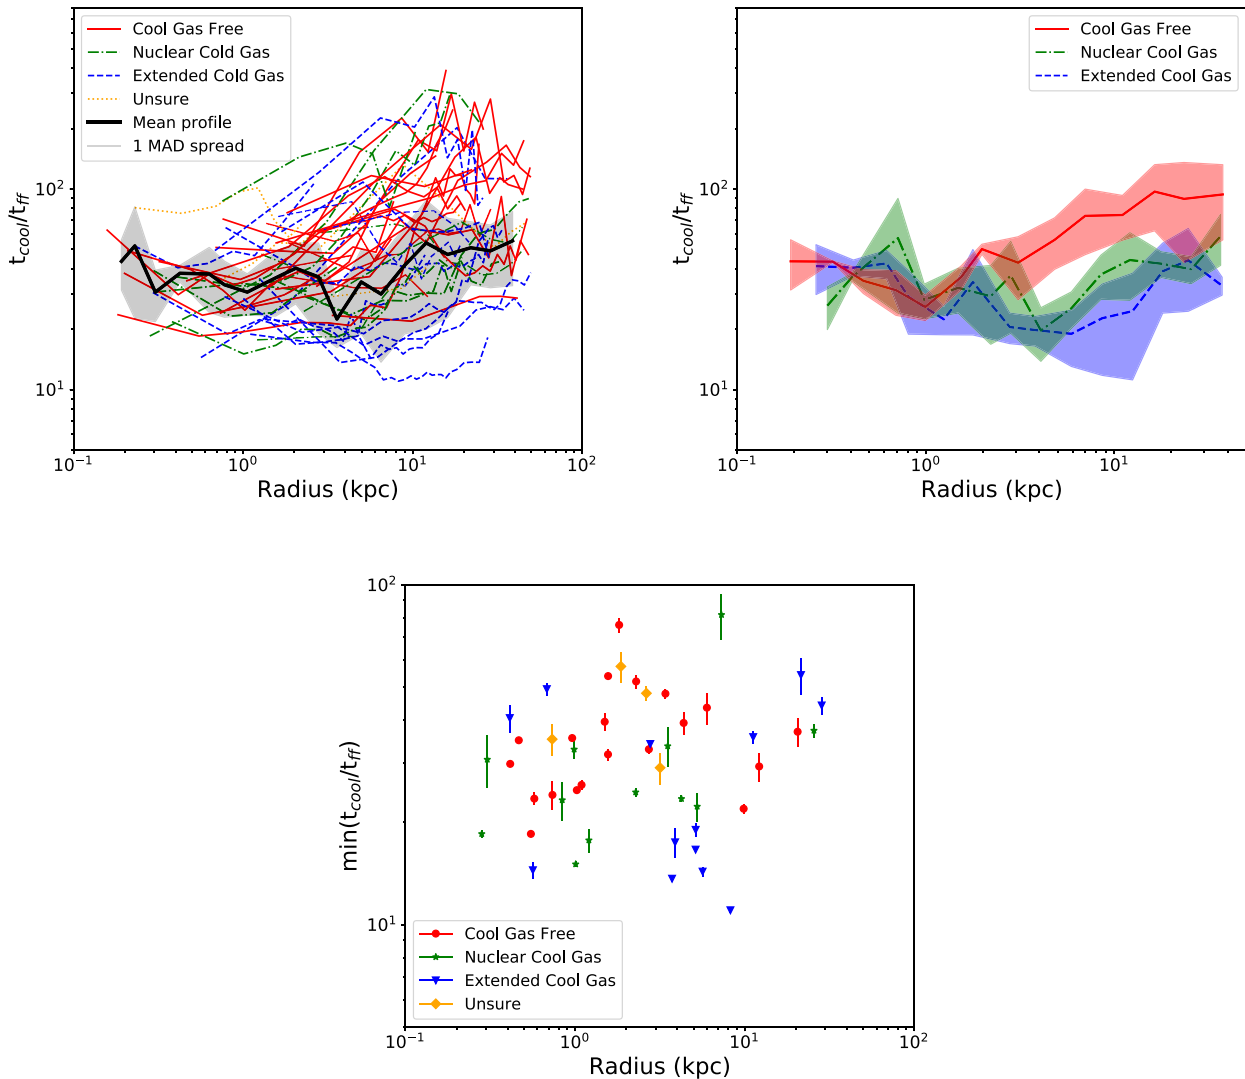 Cool Gas Free
Nuclear Cold Gas
Extended Cold Gas
Unsure
Mean profile
1 MAD spread
t_cool/t_ff
10^2
10^1
10^-1
10^0
10^1
10^2
Radius (kpc)
Cool Gas Free
Nuclear Cool Gas
Extended Cool Gas
t_cool/t_ff
10^2
10^1
10^-1
10^0
10^1
Radius (kpc)
10^2
10^1
min(t_cool/t_ff)
Cool Gas Free
Nuclear Cool Gas
Extended Cool Gas
Unsure
10^-1
10^0
10^1
10^2
Radius (kpc)